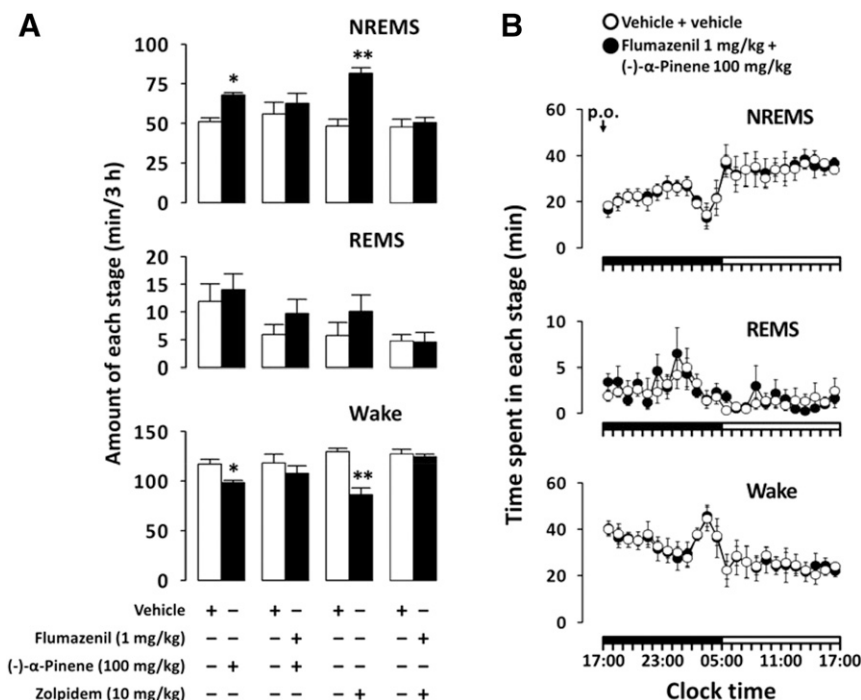 A
NREMS
100
75
50
25
0
*
**
REMS
20
15
10
5
0
Wake
150
100
50
0
*
**
Amount of each stage (min/3 h)
Vehicle + – + – + – + –
Flumazenil (1 mg/kg) – – – + – – – +
(-)-α-Pinene (100 mg/kg) – + – + – – – –
Zolpidem (10 mg/kg) – – – – – + – +
B
Vehicle + vehicle
Flumazenil 1 mg/kg +
(-)-α-Pinene 100 mg/kg
p.o.
NREMS
60
40
20
0
REMS
10
5
0
Wake
60
40
20
0
Time spent in each stage (min)
17:00 23:00 05:00 11:00 17:00
Clock time